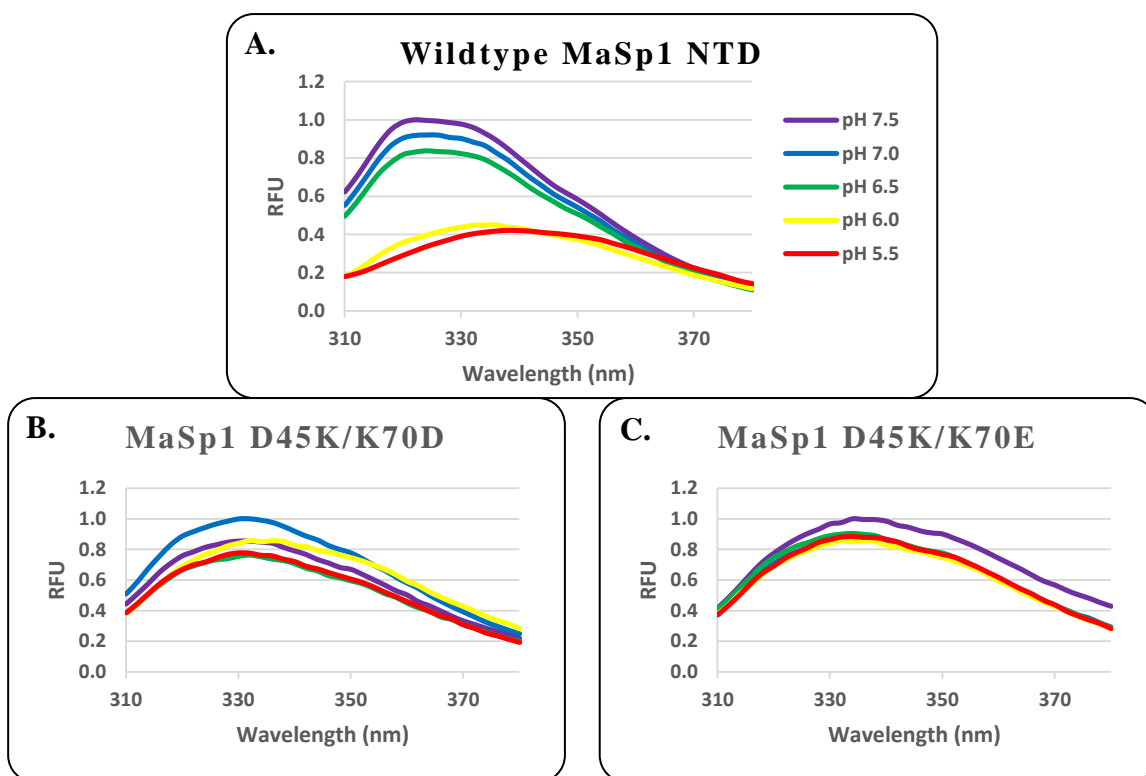 A.
Wildtype MaSp1 NTD
1.2
1.0
0.8
0.6
0.4
0.2
0.0
RFU
310 330 350 370
Wavelength (nm)
pH 7.5
pH 7.0
pH 6.5
pH 6.0
pH 5.5
B.
MaSp1 D45K/K70D
1.2
1.0
0.8
0.6
0.4
0.2
0.0
RFU
310 330 350 370
Wavelength (nm)
C.
MaSp1 D45K/K70E
1.2
1.0
0.8
0.6
0.4
0.2
0.0
RFU
310 330 350 370
Wavelength (nm)